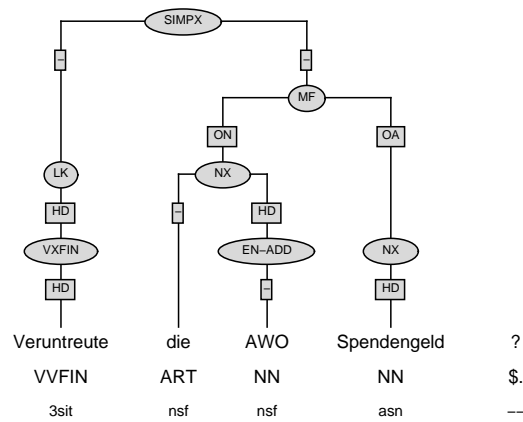 SIMPX
– –
MF
ON OA
LK NX
HD – HD
VXFIN EN–ADD NX
HD – HD
Veruntreute die AWO Spendengeld ?
VVFIN ART NN NN $.
3sit nsf nsf asn ––